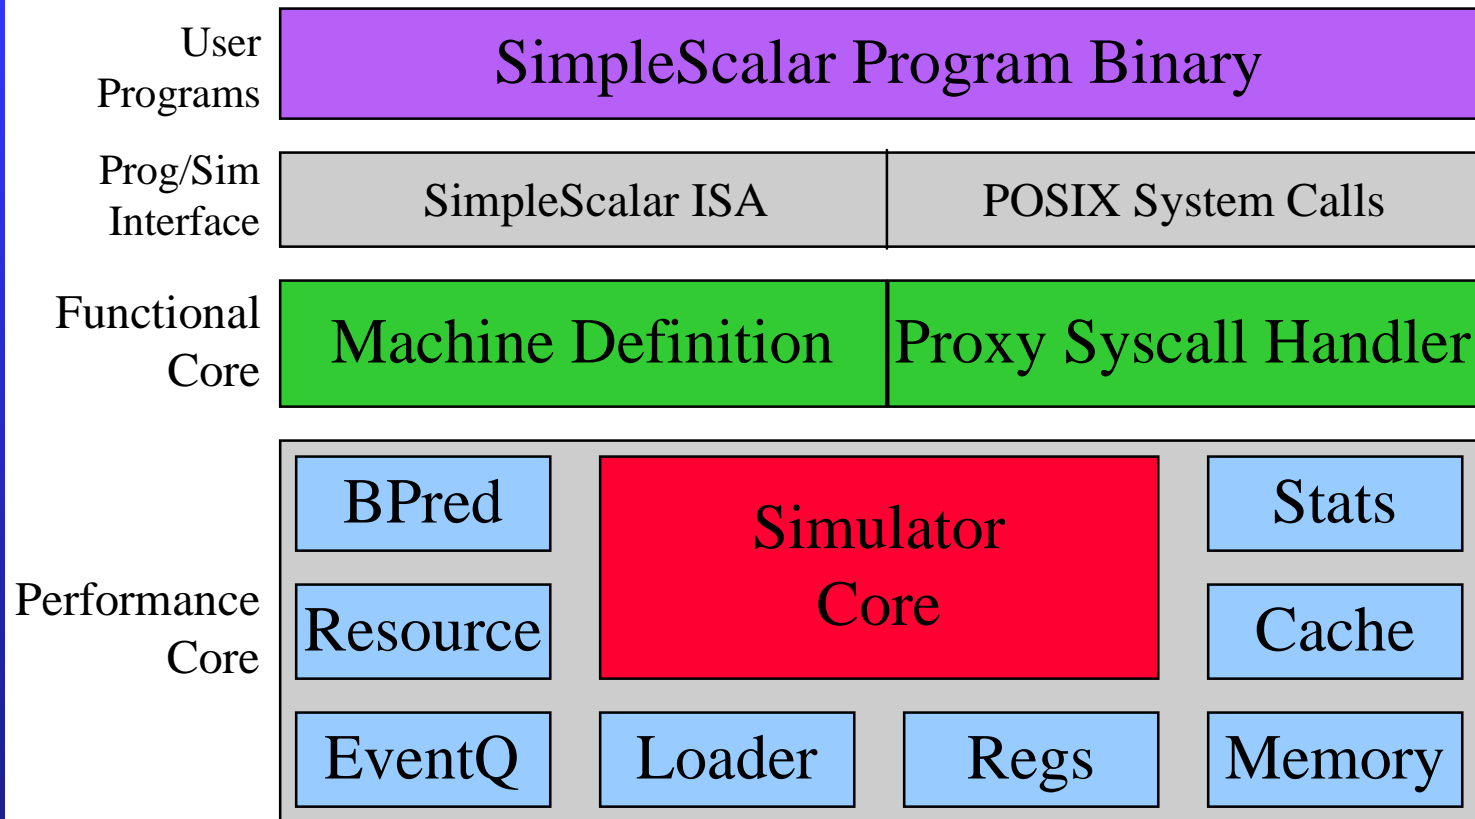 User
Programs
SimpleScalar Program Binary
Prog/Sim
Interface
SimpleScalar ISA
POSIX System Calls
Functional
Core
Machine Definition
Proxy Syscall Handler
Performance
Core
BPred
Simulator
Core
Stats
Resource
Cache
EventQ
Loader
Regs
Memory